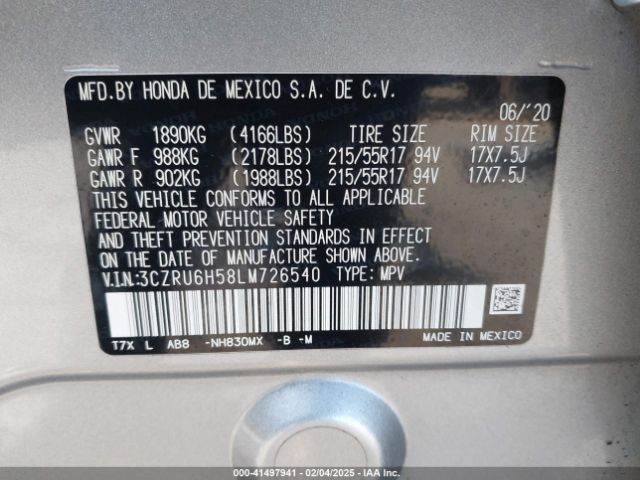 MFD.BY HONDA DE MEXICO S.A. DE C.V.
06/'20
GVWR 1890KG (4166LBS) TIRE SIZE RIM SIZE
GAWR F 988KG (2178LBS) 215/55R17 94V 17X7.5J
GAWR R 902KG (1988LBS) 215/55R17 94V 17X7.5J
THIS VEHICLE CONFORMS TO ALL APPLICABLE
FEDERAL MOTOR VEHICLE SAFETY
AND THEFT PREVENTION STANDARDS IN EFFECT
ON THE DATE OF MANUFACTURE SHOWN ABOVE.
V.I.N:3CZRU6H58LM726540 TYPE: MPV
T7X L AB8 -NH830MX -B -M MADE IN MEXICO
000-41497941 - 02/04/2025 - IAA Inc.